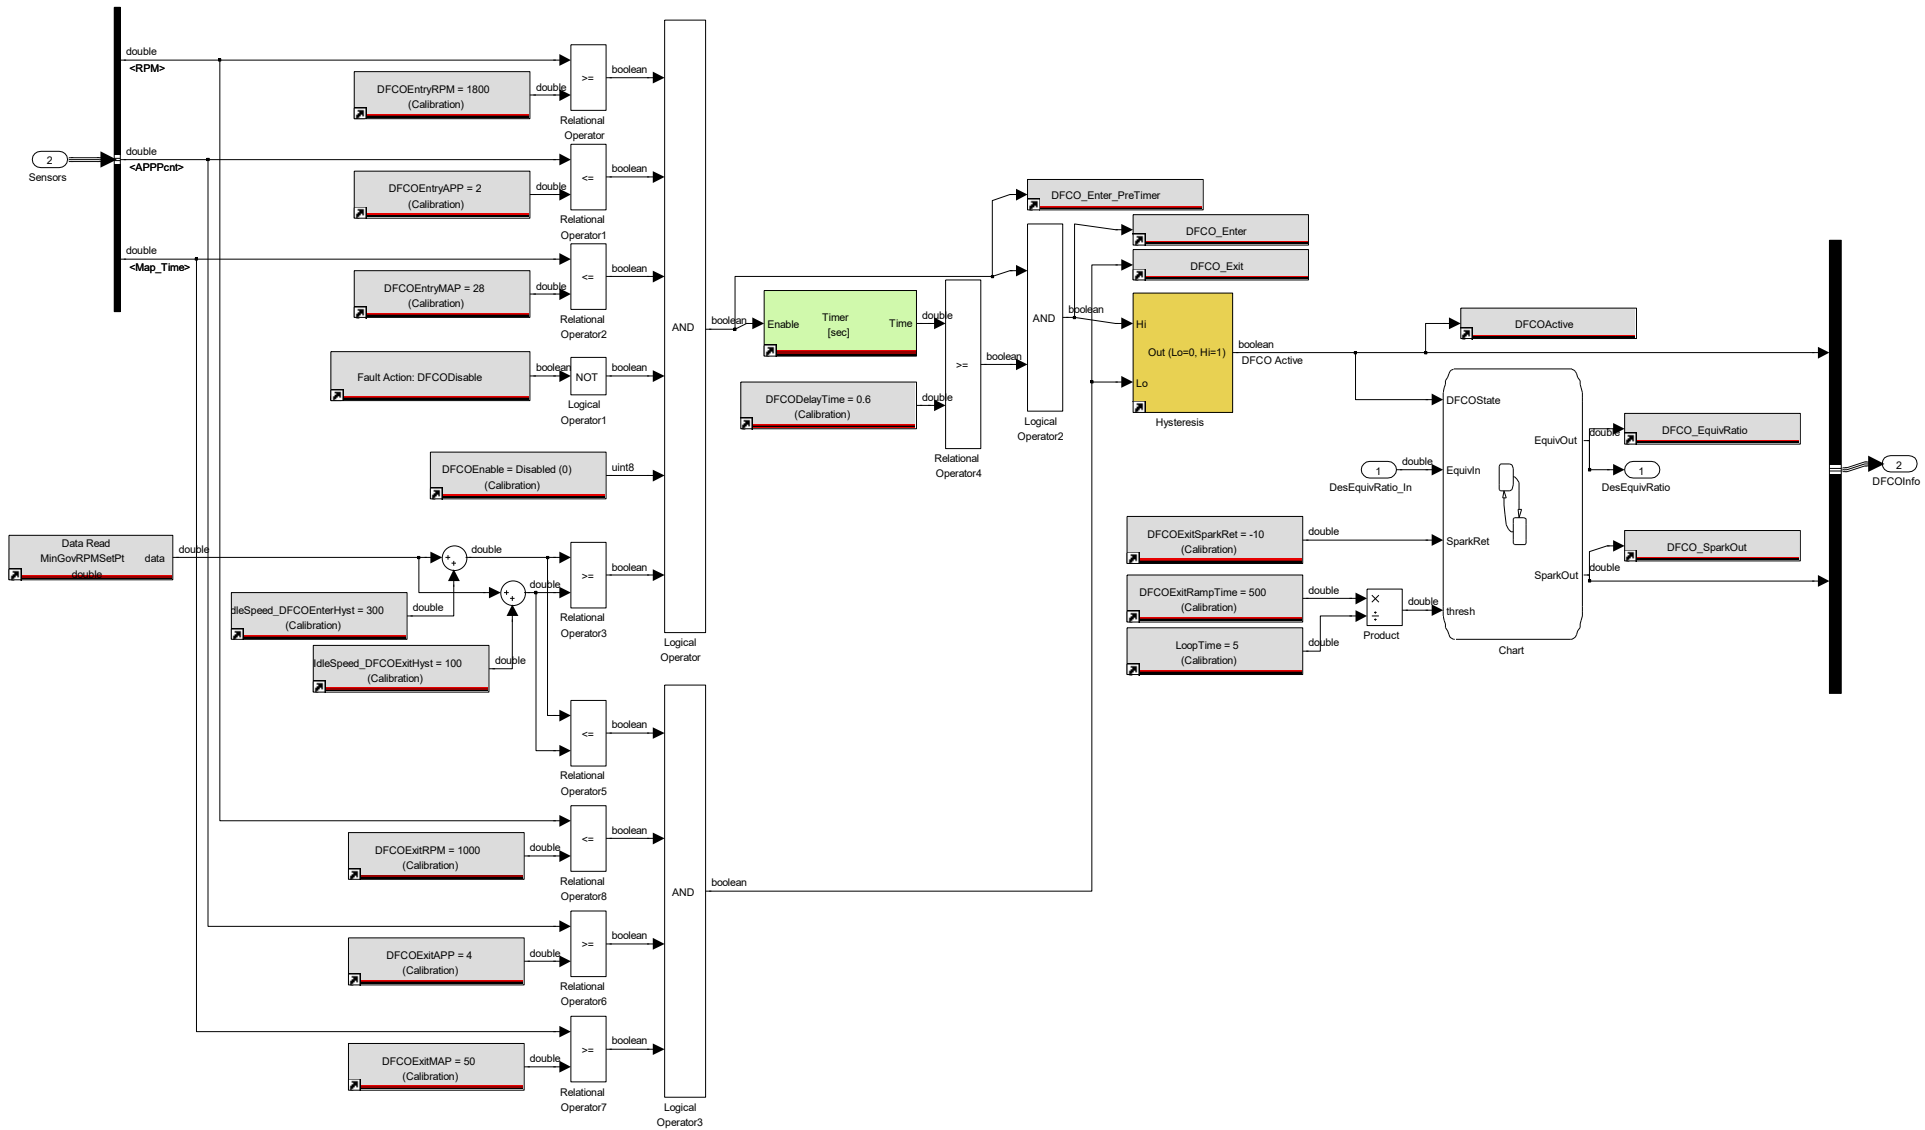 double
<RPM>
DFCOEntryRPM = 1800
(Calibration)
double
>=
boolean
Relational
Operator
2
Sensors
double
<APPPcnt>
DFCOEntryAPP = 2
(Calibration)
double
<=
boolean
Relational
Operator1
double
<Map_Time>
DFCOEntryMAP = 28
(Calibration)
double
<=
boolean
Relational
Operator2
Fault Action: DFCODisable
boolean
NOT
boolean
Logical
Operator1
DFCOEnable = Disabled (0)
(Calibration)
uint8
Data Read
MinGovRPMSetPt
data
double
double
+
+
double
dleSpeed_DFCOEnterHyst = 300
(Calibration)
double
+
+
double
IdleSpeed_DFCOExitHyst = 100
(Calibration)
double
>=
boolean
Relational
Operator3
AND
Logical
Operator
boolean
Enable
Timer
[sec]
Time
double
DFCODelayTime = 0.6
(Calibration)
double
>=
boolean
Relational
Operator4
AND
Logical
Operator2
boolean
DFCO_Enter_PreTimer
DFCO_Enter
DFCO_Exit
Hi
Out (Lo=0, Hi=1)
Lo
Hysteresis
boolean
DFCO Active
DFCOActive
DFCOState
EquivIn
SparkRet
thresh
EquivOut
SparkOut
Chart
1
DesEquivRatio_In
double
DFCOExitSparkRet = -10
(Calibration)
double
DFCOExitRampTime = 500
(Calibration)
double
LoopTime = 5
(Calibration)
double
×
÷
Product
double
double
DFCO_EquivRatio
1
DesEquivRatio
DFCO_SparkOut
double
2
DFCOInfo
<=
boolean
Relational
Operator5
DFCOExitRPM = 1000
(Calibration)
double
<=
boolean
Relational
Operator8
DFCOExitAPP = 4
(Calibration)
double
>=
boolean
Relational
Operator6
DFCOExitMAP = 50
(Calibration)
double
>=
boolean
Relational
Operator7
AND
boolean
Logical
Operator3